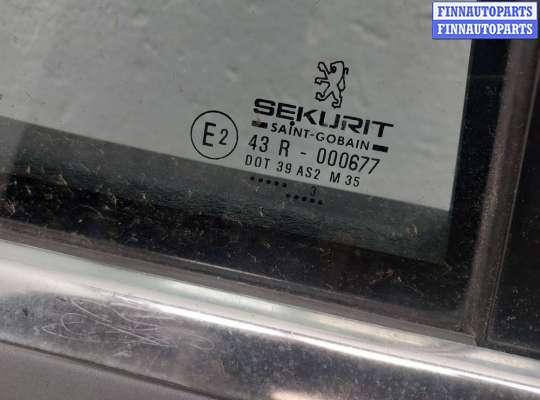 FINNAUTOPARTS
FINNAUTOPARTS
SEKURIT
SAINT-GOBAIN
E2
43 R - 000677
DOT 39 AS2 M 35
..... 3 .....